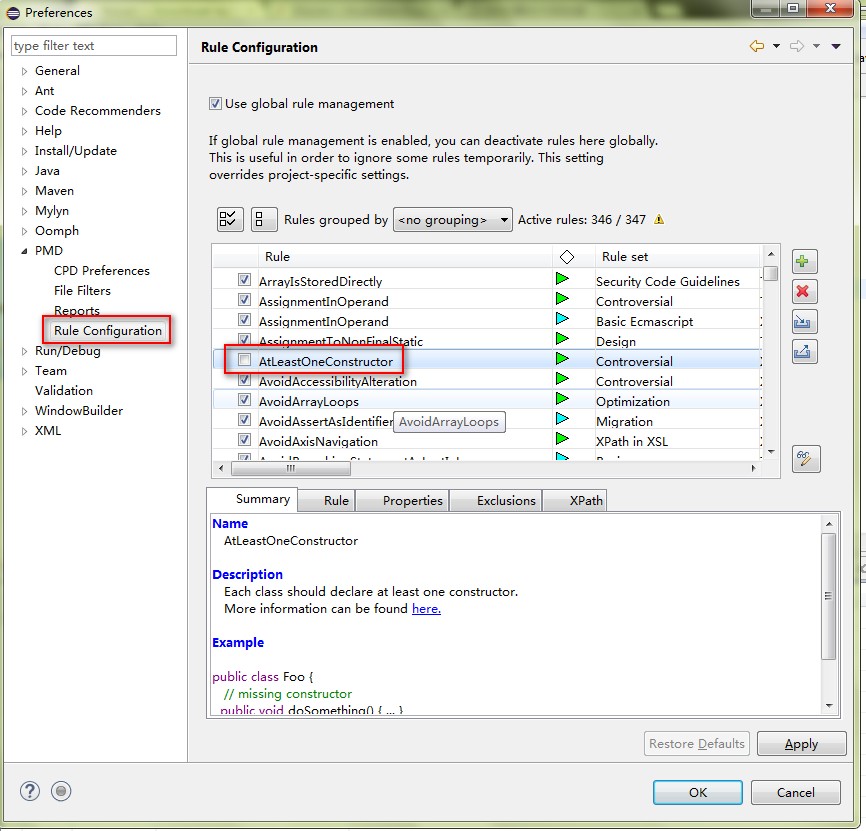 Preferences
type filter text
General
Ant
Code Recommenders
Help
Install/Update
Java
Maven
Mylyn
Oomph
PMD
CPD Preferences
File Filters
Reports
Rule Configuration
Run/Debug
Team
Validation
WindowBuilder
XML
Rule Configuration
Use global rule management
If global rule management is enabled, you can deactivate rules here globally.
This is useful in order to ignore some rules temporarily. This setting
overrides project-specific settings.
Rules grouped by <no grouping> Active rules: 346 / 347
Rule Rule set
ArrayIsStoredDirectly Security Code Guidelines
AssignmentInOperand Controversial
AssignmentInOperand Basic Ecmascript
AssignmentToNonFinalStatic Design
AtLeastOneConstructor Controversial
AvoidAccessibilityAlteration Controversial
AvoidArrayLoops Optimization
AvoidAssertAsIdentifier Migration
AvoidArrayLoops
AvoidAxisNavigation XPath in XSL
Summary Rule Properties Exclusions XPath
Name
AtLeastOneConstructor
Description
Each class should declare at least one constructor.
More information can be found here.
Example
public class Foo {
// missing constructor
public void doSomething() { ... }
Restore Defaults Apply
OK Cancel